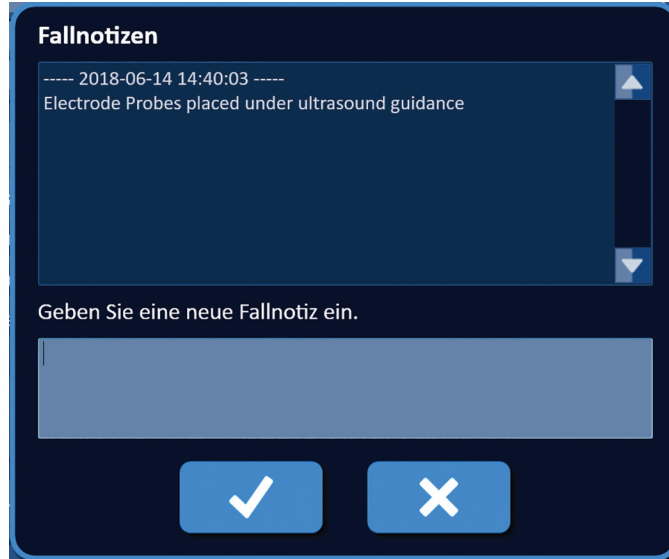 Fallnotizen
----- 2018-06-14 14:40:03 -----
Electrode Probes placed under ultrasound guidance
Geben Sie eine neue Fallnotiz ein.